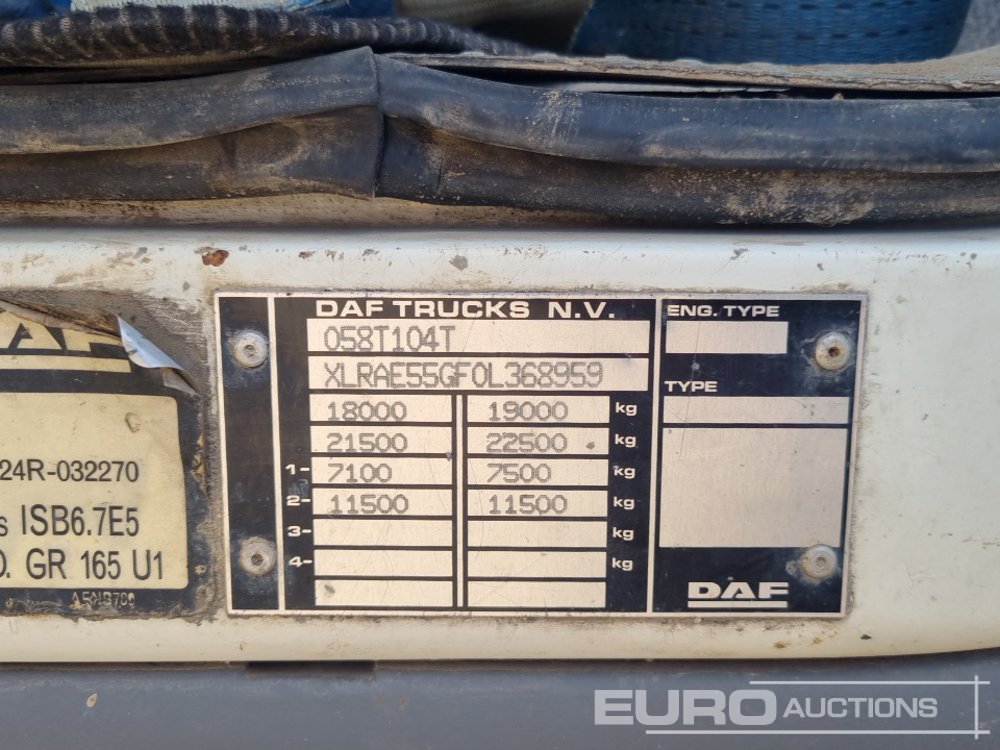 DAF TRUCKS N.V.
058T104T
XLRAE55GF0L368959
18000 19000 kg
21500 22500 kg
1- 7100 7500 kg
2- 11500 11500 kg
3- kg
4- kg
ENG. TYPE
TYPE
DAF
DAF
24R-032270
s ISB6.7E5
. GR 165 U1
EURO AUCTIONS